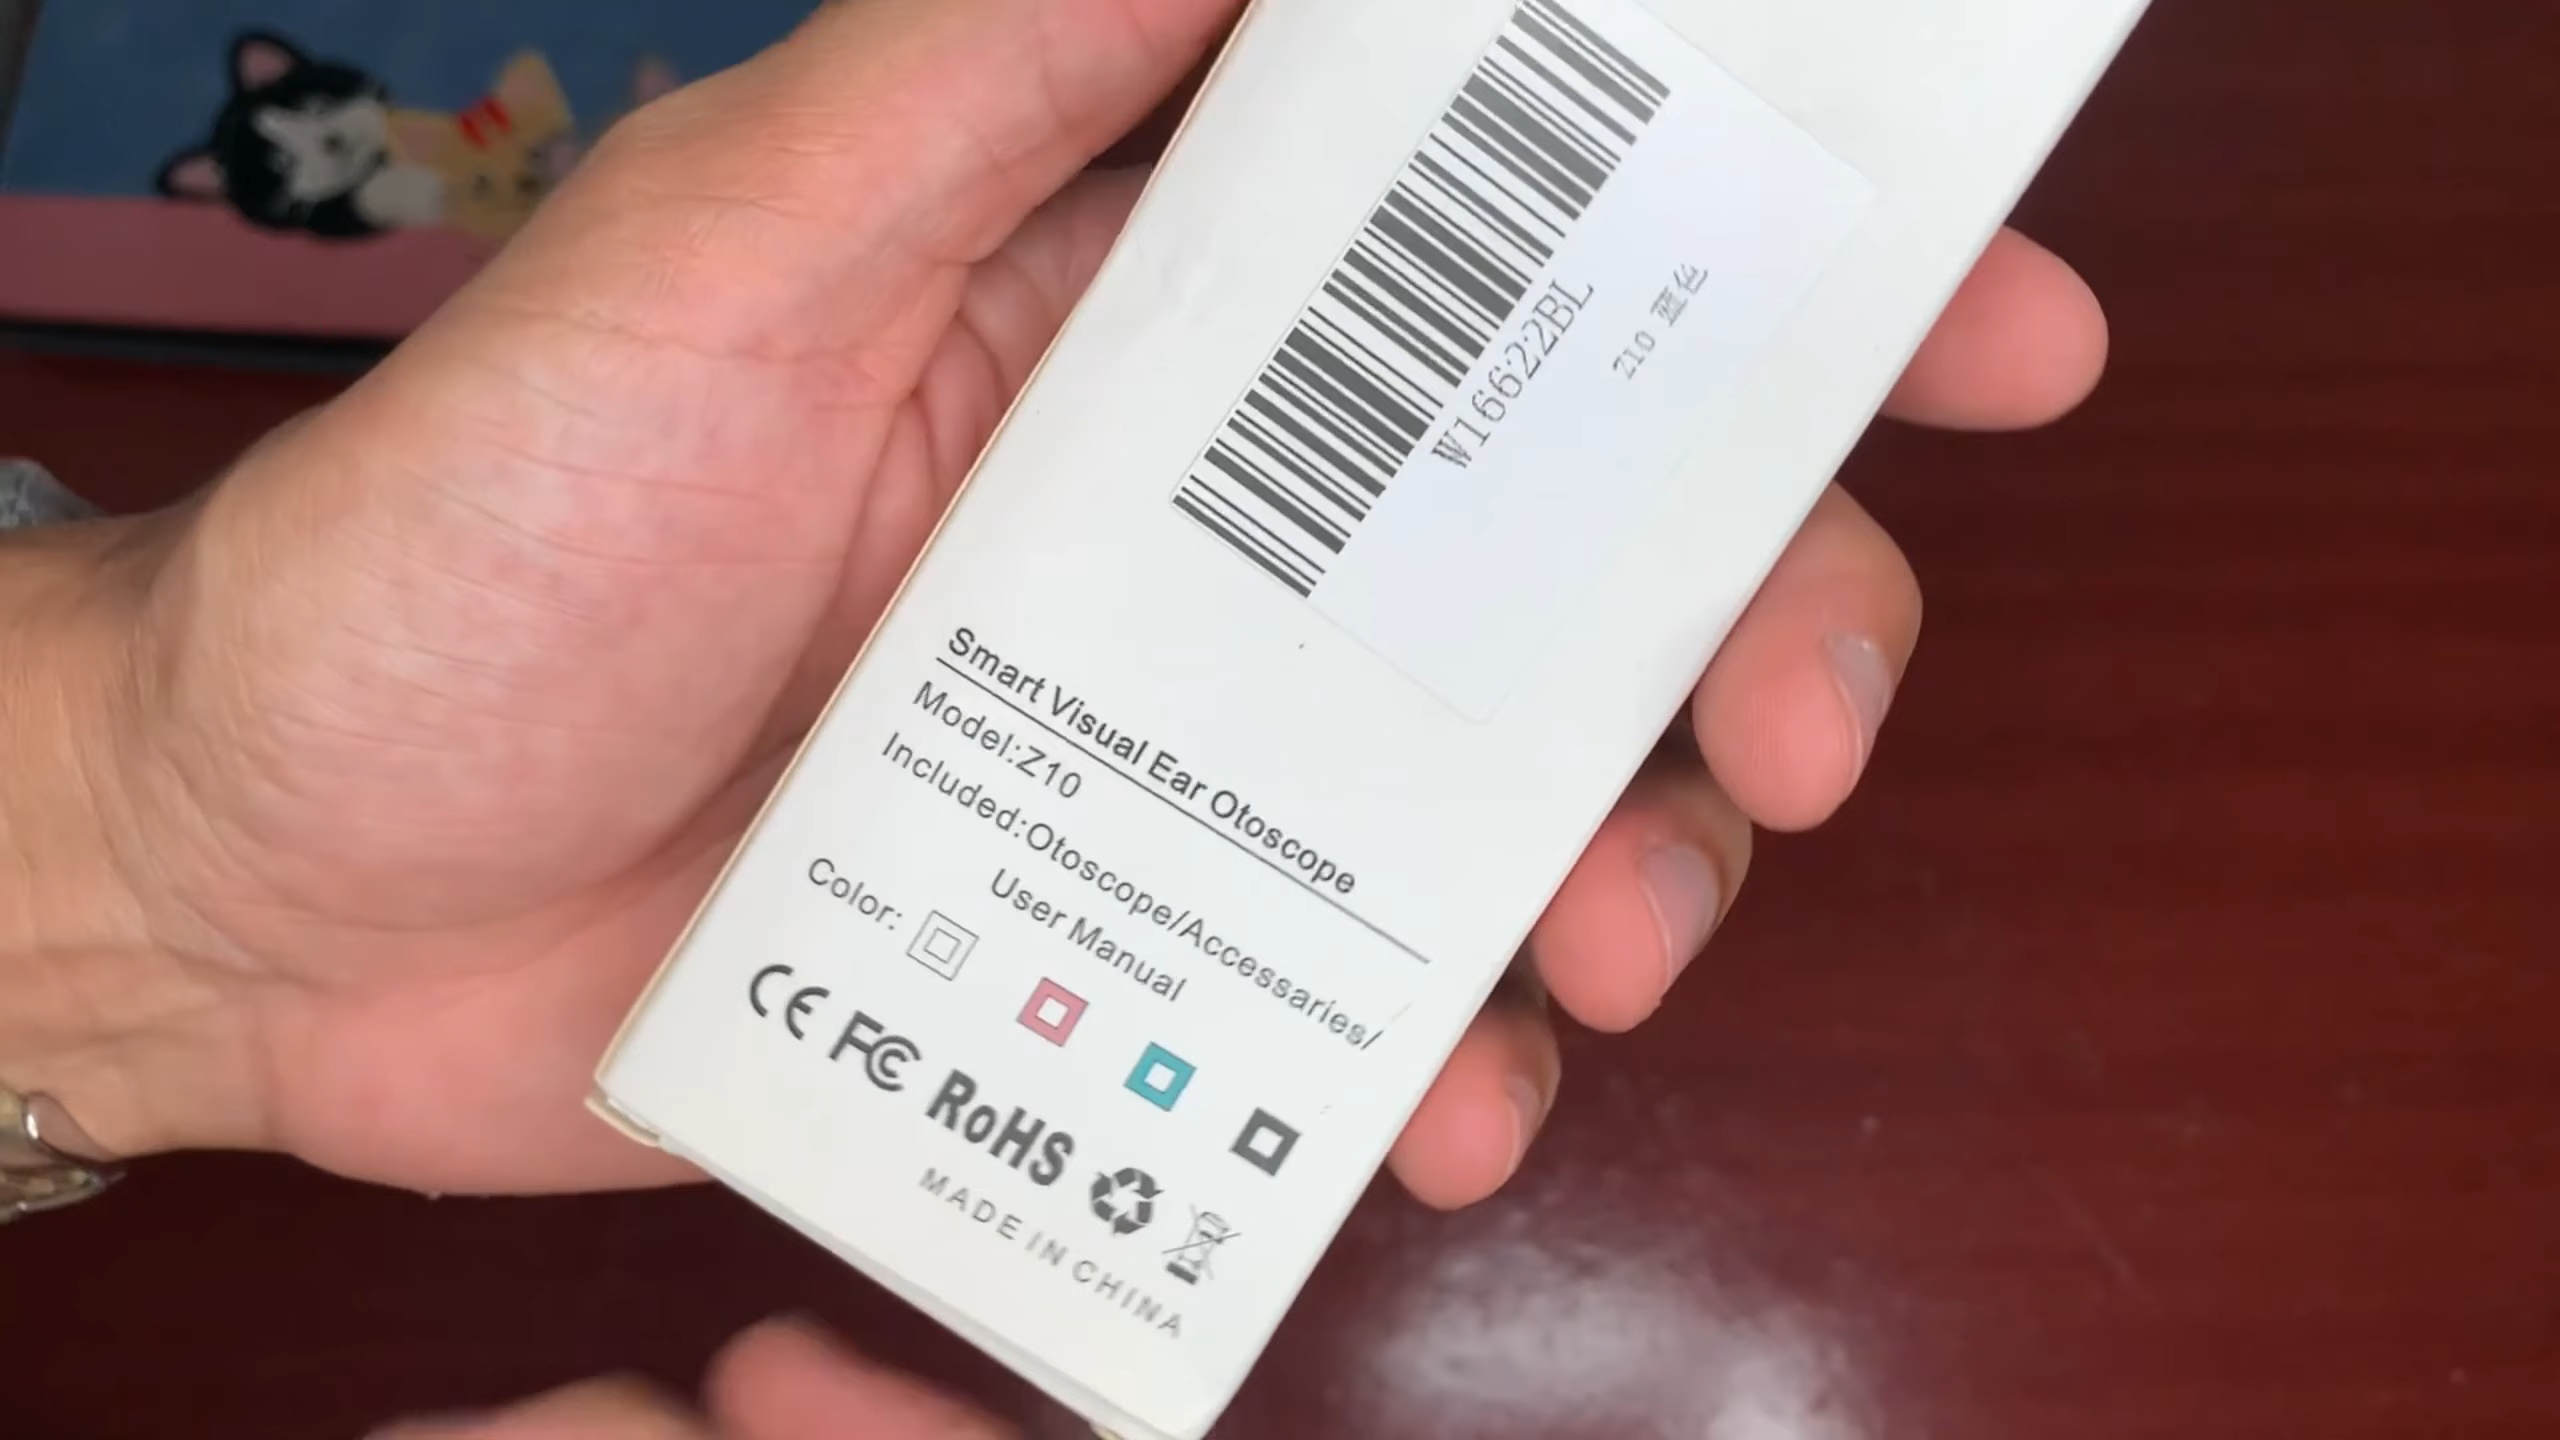 W16622BL
Z10 蓝色
Smart Visual Ear Otoscope
Model:Z10
Included:Otoscope/Accessaries/
User Manual
Color:
CE FC RoHS
MADE IN CHINA